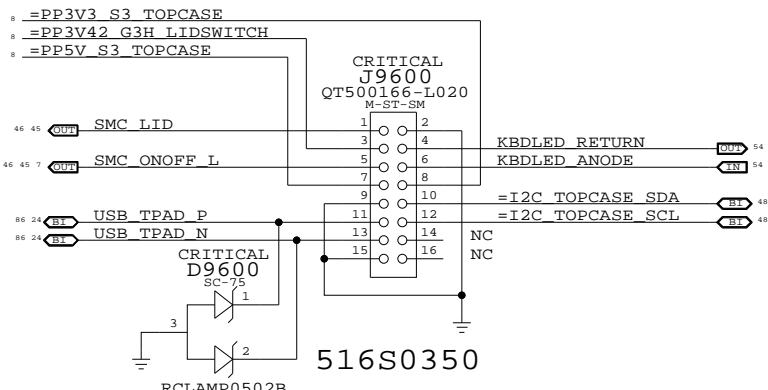 8 =PP3V3_S3_TOPCASE
8 =PP3V42_G3H_LIDSWITCH
8 =PP5V_S3_TOPCASE
CRITICAL
J9600
QT500166-L020
M-ST-SM
46 45 OUT SMC_LID 1 2
3 4 KBDLED_RETURN OUT 54
46 45 7 OUT SMC_ONOFF_L 5 6 KBDLED_ANODE IN 54
7 8
9 10 =I2C_TOPCASE_SDA BI 48
86 24 BI USB_TPAD_P 11 12 =I2C_TOPCASE_SCL BI 48
86 24 BI USB_TPAD_N 13 14 NC
15 16 NC
CRITICAL
D9600
SC-75
1
3
2
516S0350
RCLAMP0502B